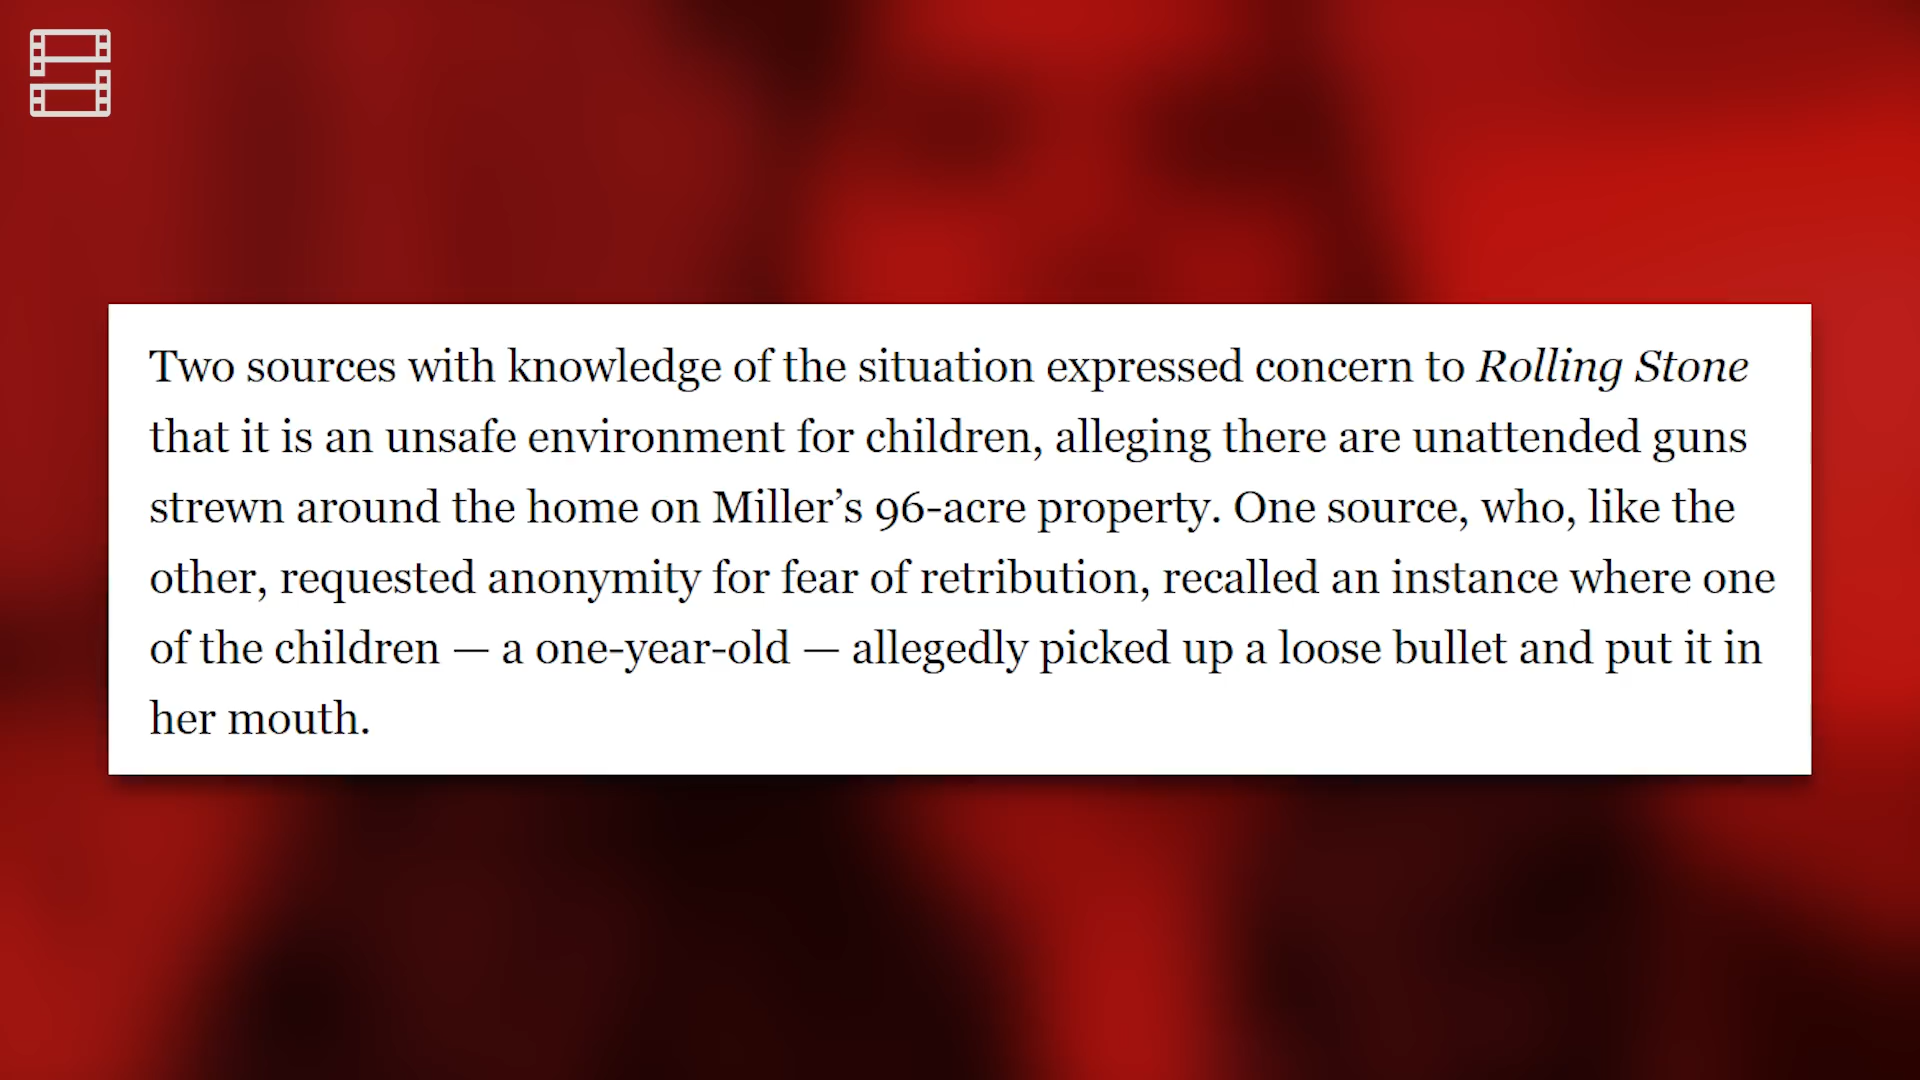 Two sources with knowledge of the situation expressed concern to Rolling Stone
that it is an unsafe environment for children, alleging there are unattended guns
strewn around the home on Miller’s 96-acre property. One source, who, like the
other, requested anonymity for fear of retribution, recalled an instance where one
of the children — a one-year-old — allegedly picked up a loose bullet and put it in
her mouth.